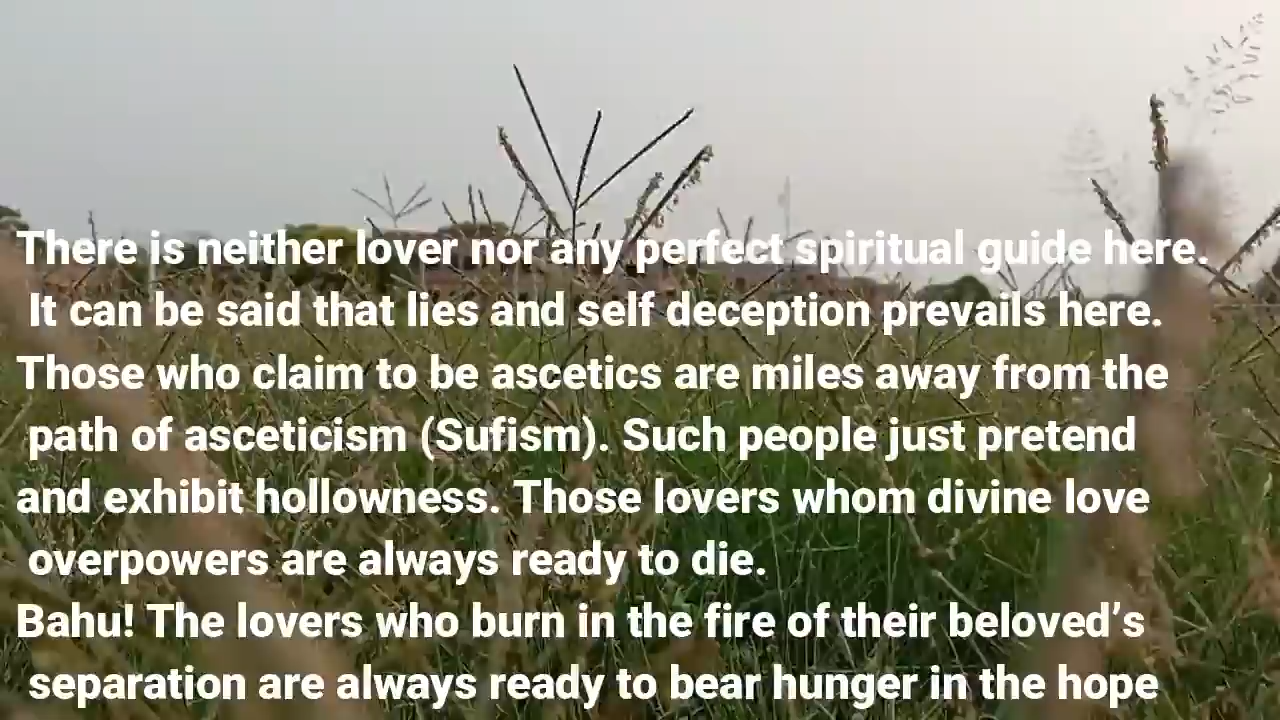 There is neither lover nor any perfect spiritual guide here.
It can be said that lies and self deception prevails here.
Those who claim to be ascetics are miles away from the
path of asceticism (Sufism). Such people just pretend
and exhibit hollowness. Those lovers whom divine love
overpowers are always ready to die.
Bahu! The lovers who burn in the fire of their beloved’s
separation are always ready to bear hunger in the hope